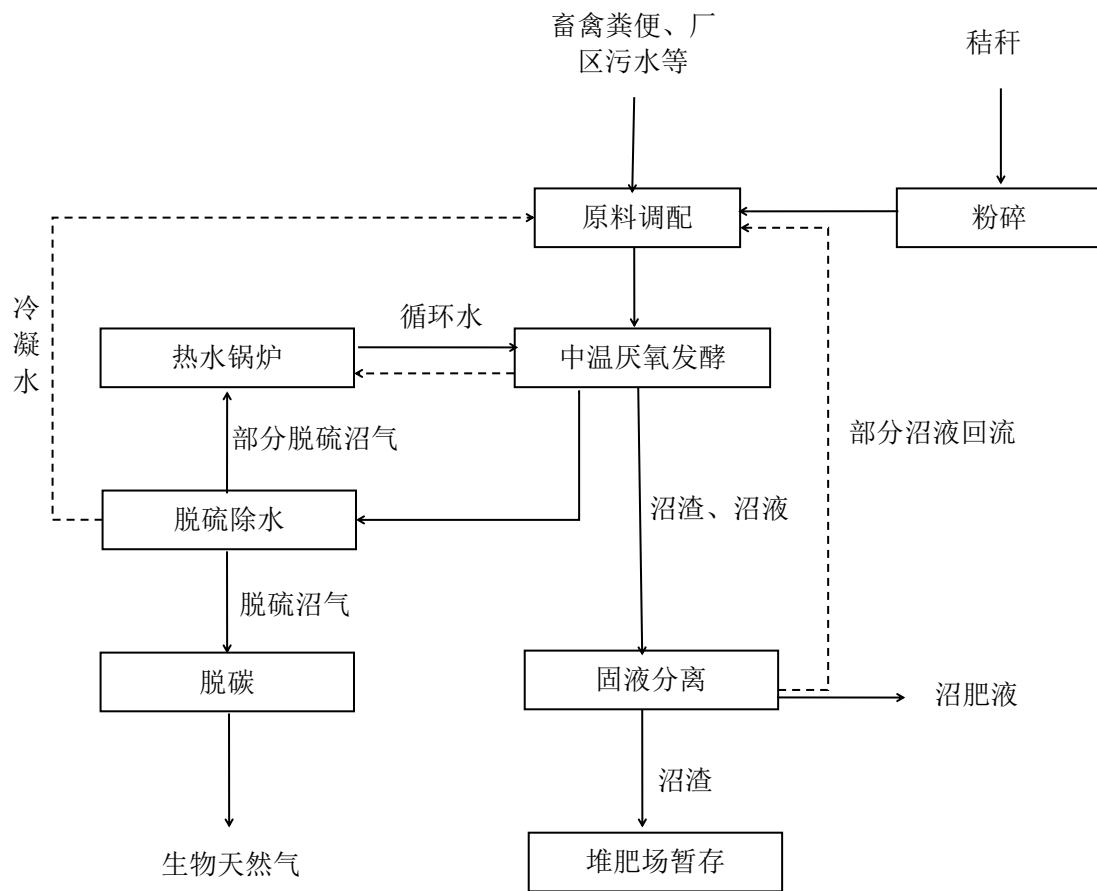 畜禽粪便、厂
区污水等
秸秆
原料调配
粉碎
冷
凝
水
循环水
热水锅炉
中温厌氧发酵
部分脱硫沼气
部分沼液回流
脱硫除水
沼渣、沼液
脱硫沼气
脱碳
固液分离
沼肥液
沼渣
生物天然气
堆肥场暂存